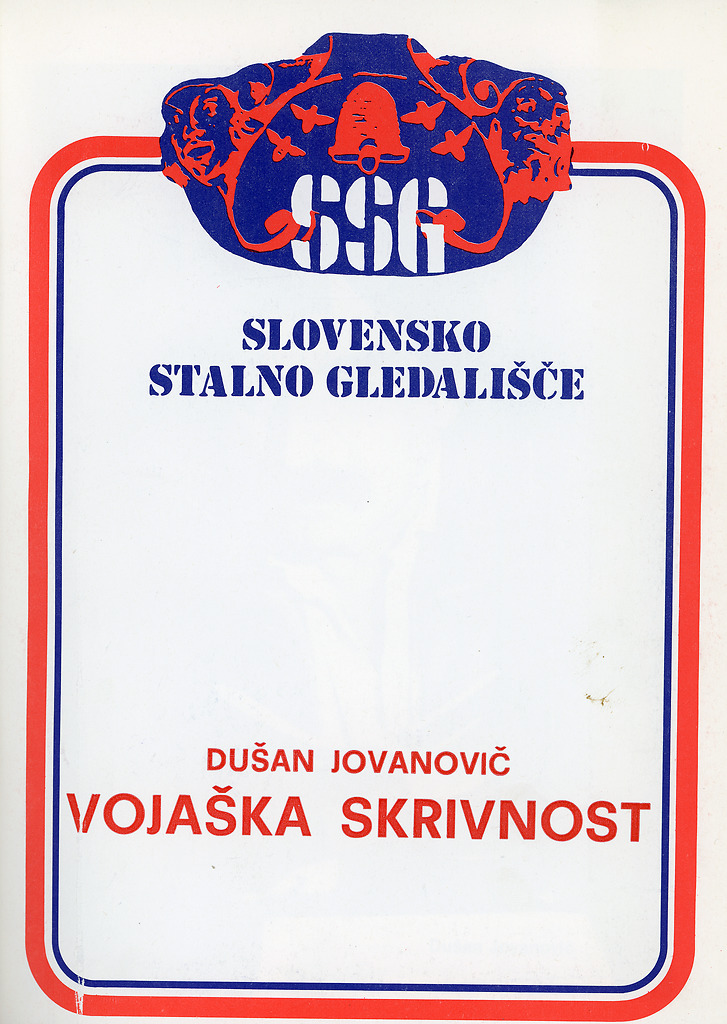 SSG
SLOVENSKO
STALNO GLEDALIŠČE
DUŠAN JOVANOVIČ
VOJAŠKA SKRIVNOST